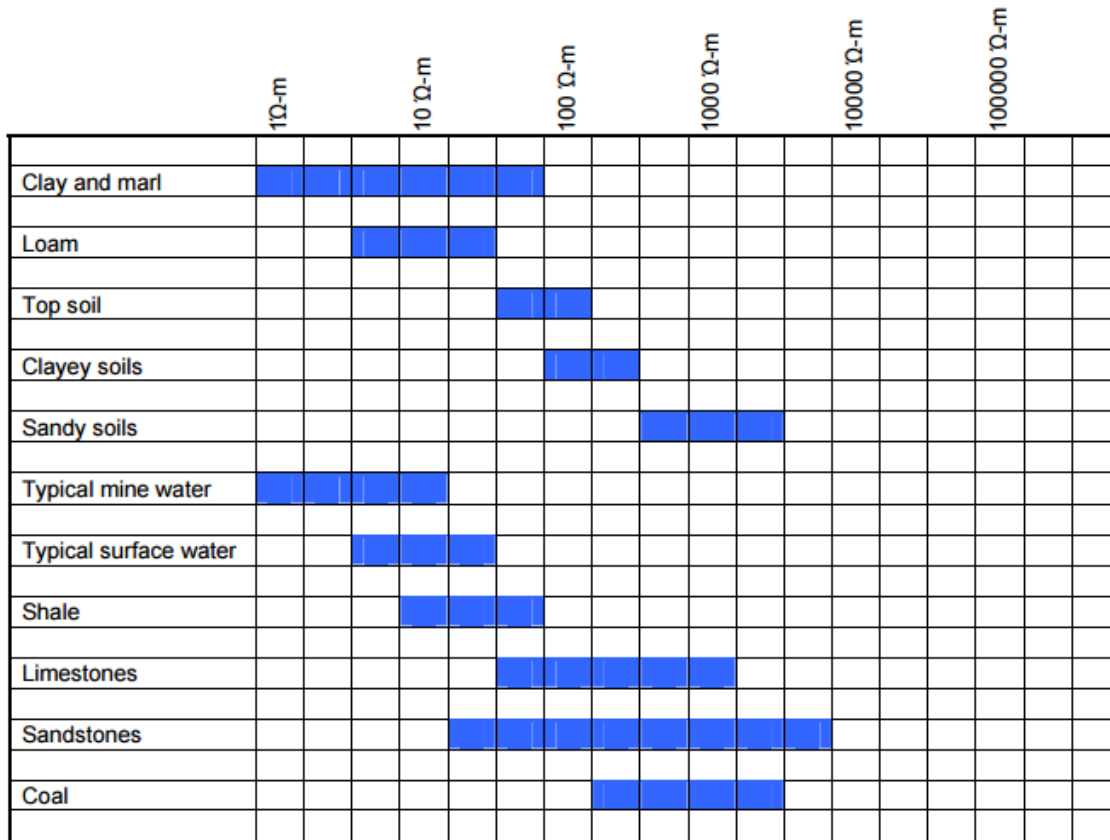 1Ώ-m
10 Ώ-m
100 Ώ-m
1000 Ώ-m
10000 Ώ-m
100000 Ώ-m
Clay and marl
Loam
Top soil
Clayey soils
Sandy soils
Typical mine water
Typical surface water
Shale
Limestones
Sandstones
Coal